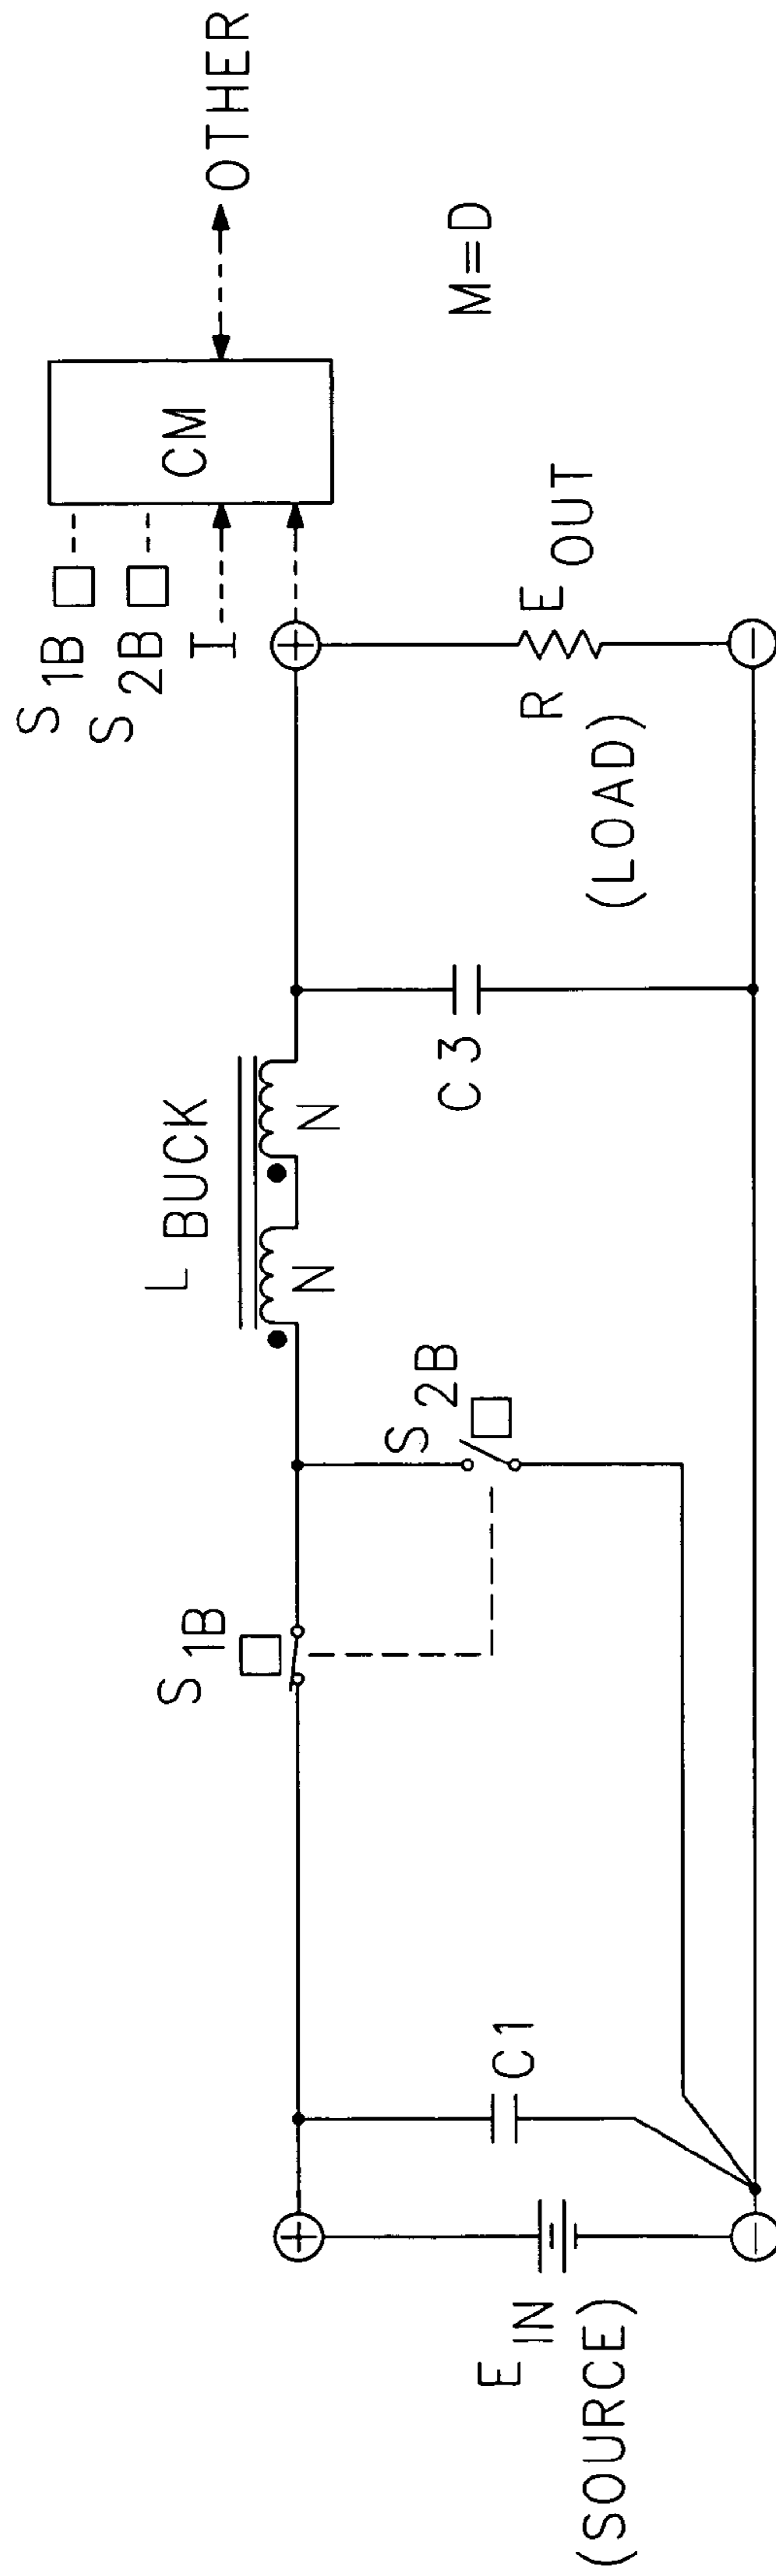 S1B
S2B
I
CM
OTHER
LBUCK
N
N
S1B
S2B
M=D
C1
C3
EIN
(SOURCE)
R
EOUT
(LOAD)